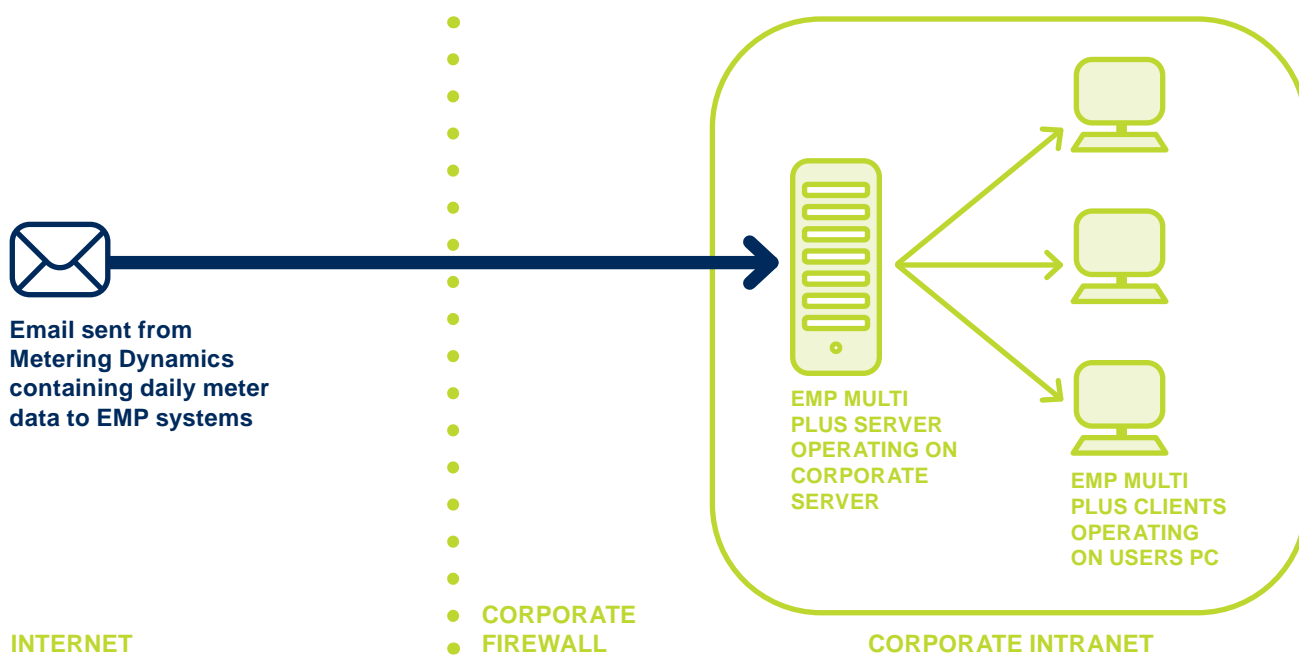 Email sent from
Metering Dynamics
containing daily meter
data to EMP systems
EMP MULTI
PLUS SERVER
OPERATING ON
CORPORATE
SERVER
EMP MULTI
PLUS CLIENTS
OPERATING
ON USERS PC
INTERNET
CORPORATE
FIREWALL
CORPORATE INTRANET